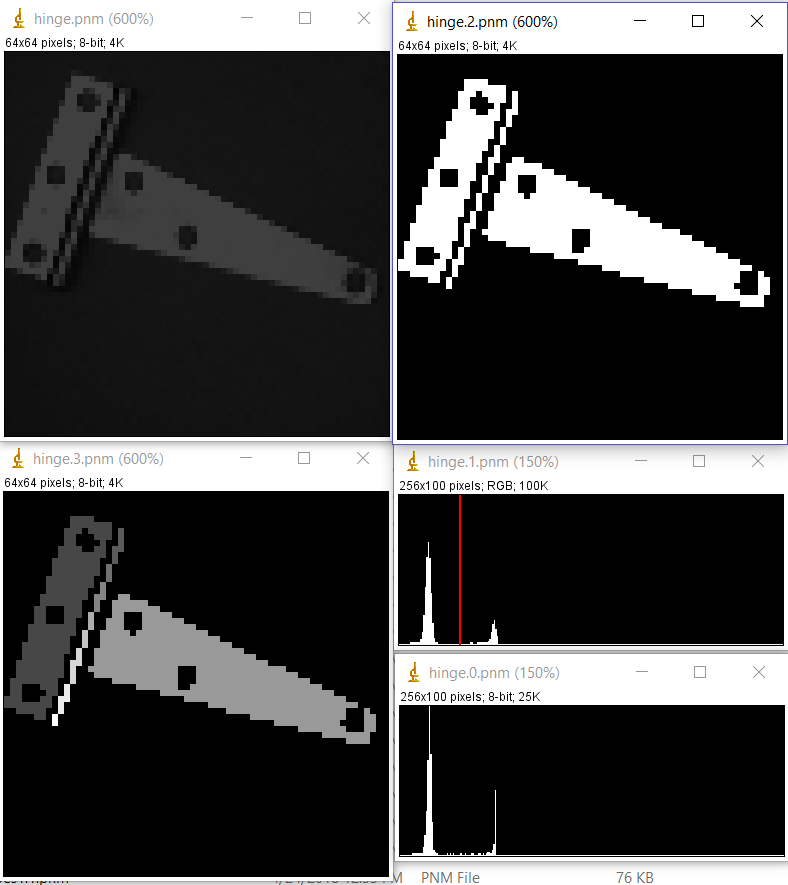 hinge.pnm (600%)
64x64 pixels; 8-bit; 4K
hinge.2.pnm (600%)
64x64 pixels; 8-bit; 4K
hinge.3.pnm (600%)
64x64 pixels; 8-bit; 4K
hinge.1.pnm (150%)
256x100 pixels; RGB; 100K
hinge.0.pnm (150%)
256x100 pixels; 8-bit; 25K
PNM File
76 KB